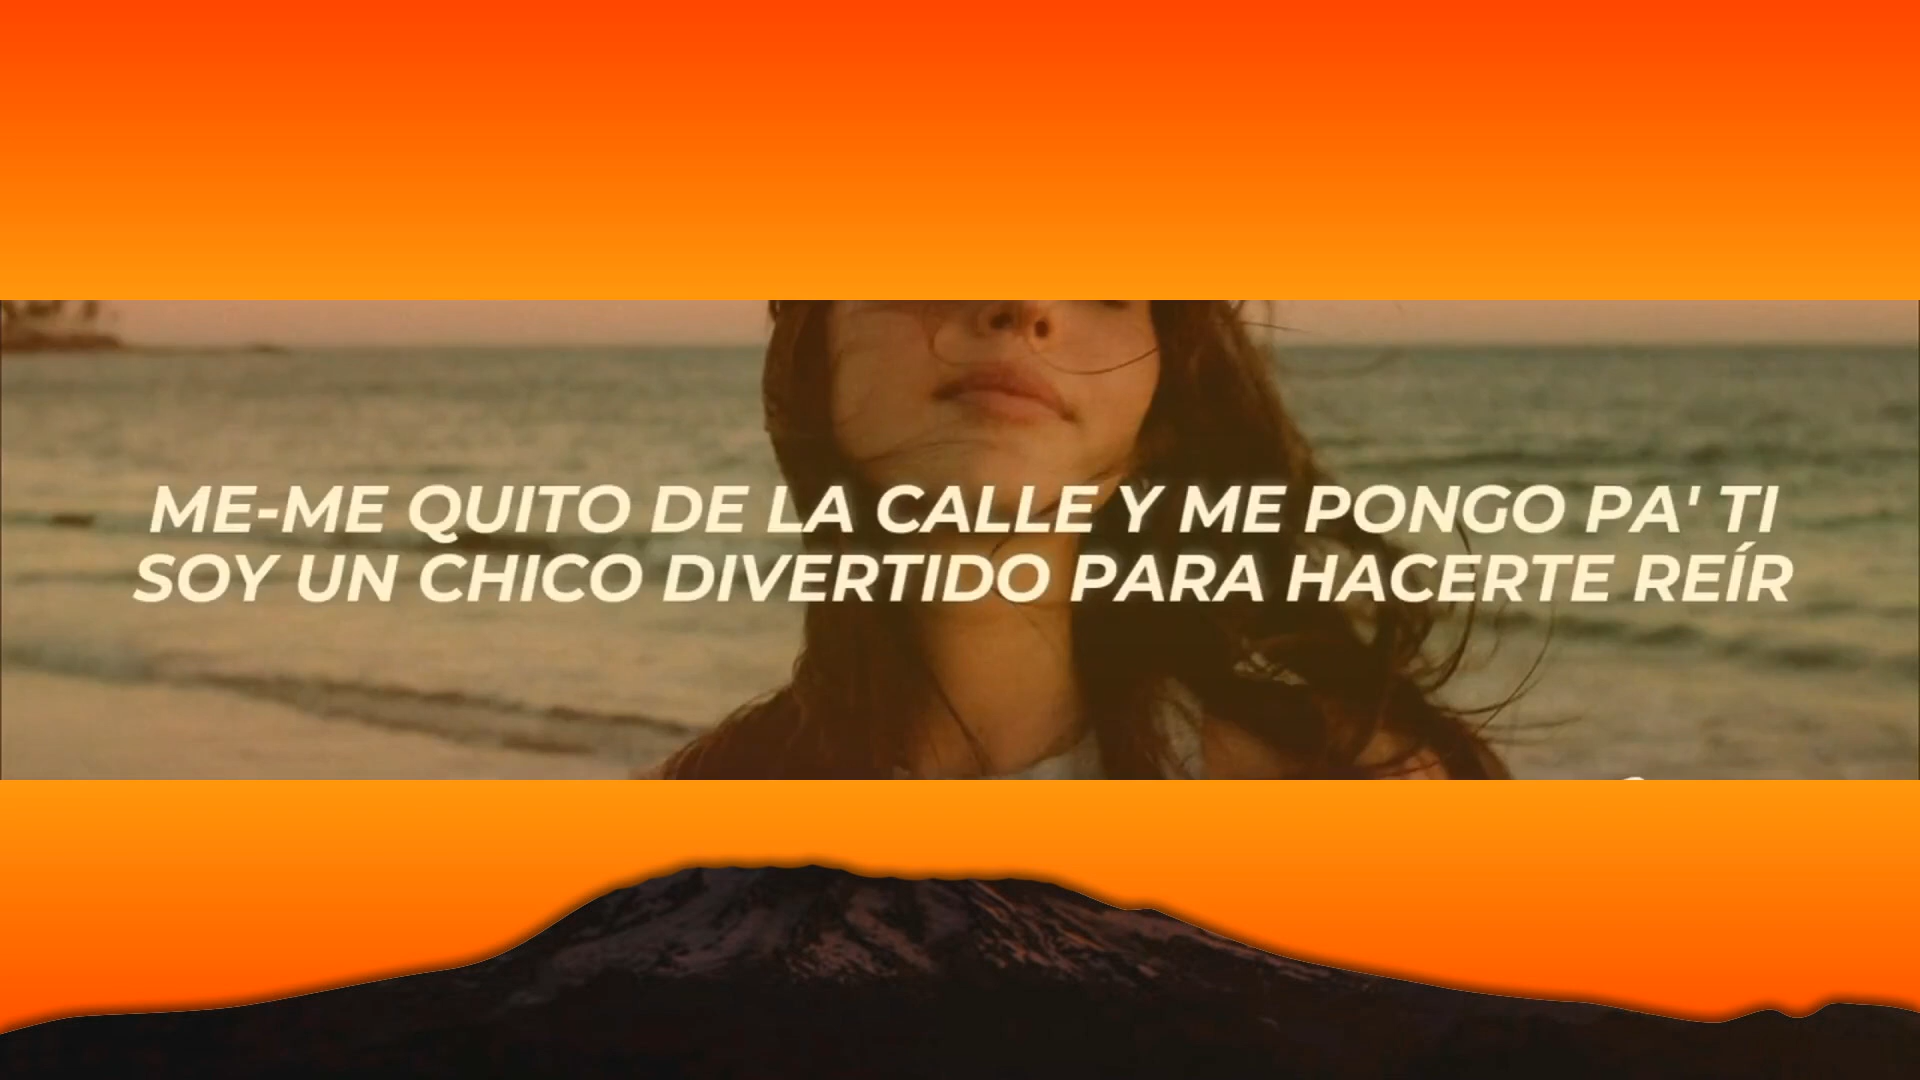 ME-ME QUITO DE LA CALLE Y ME PONGO PA' TI
SOY UN CHICO DIVERTIDO PARA HACERTE REÍR